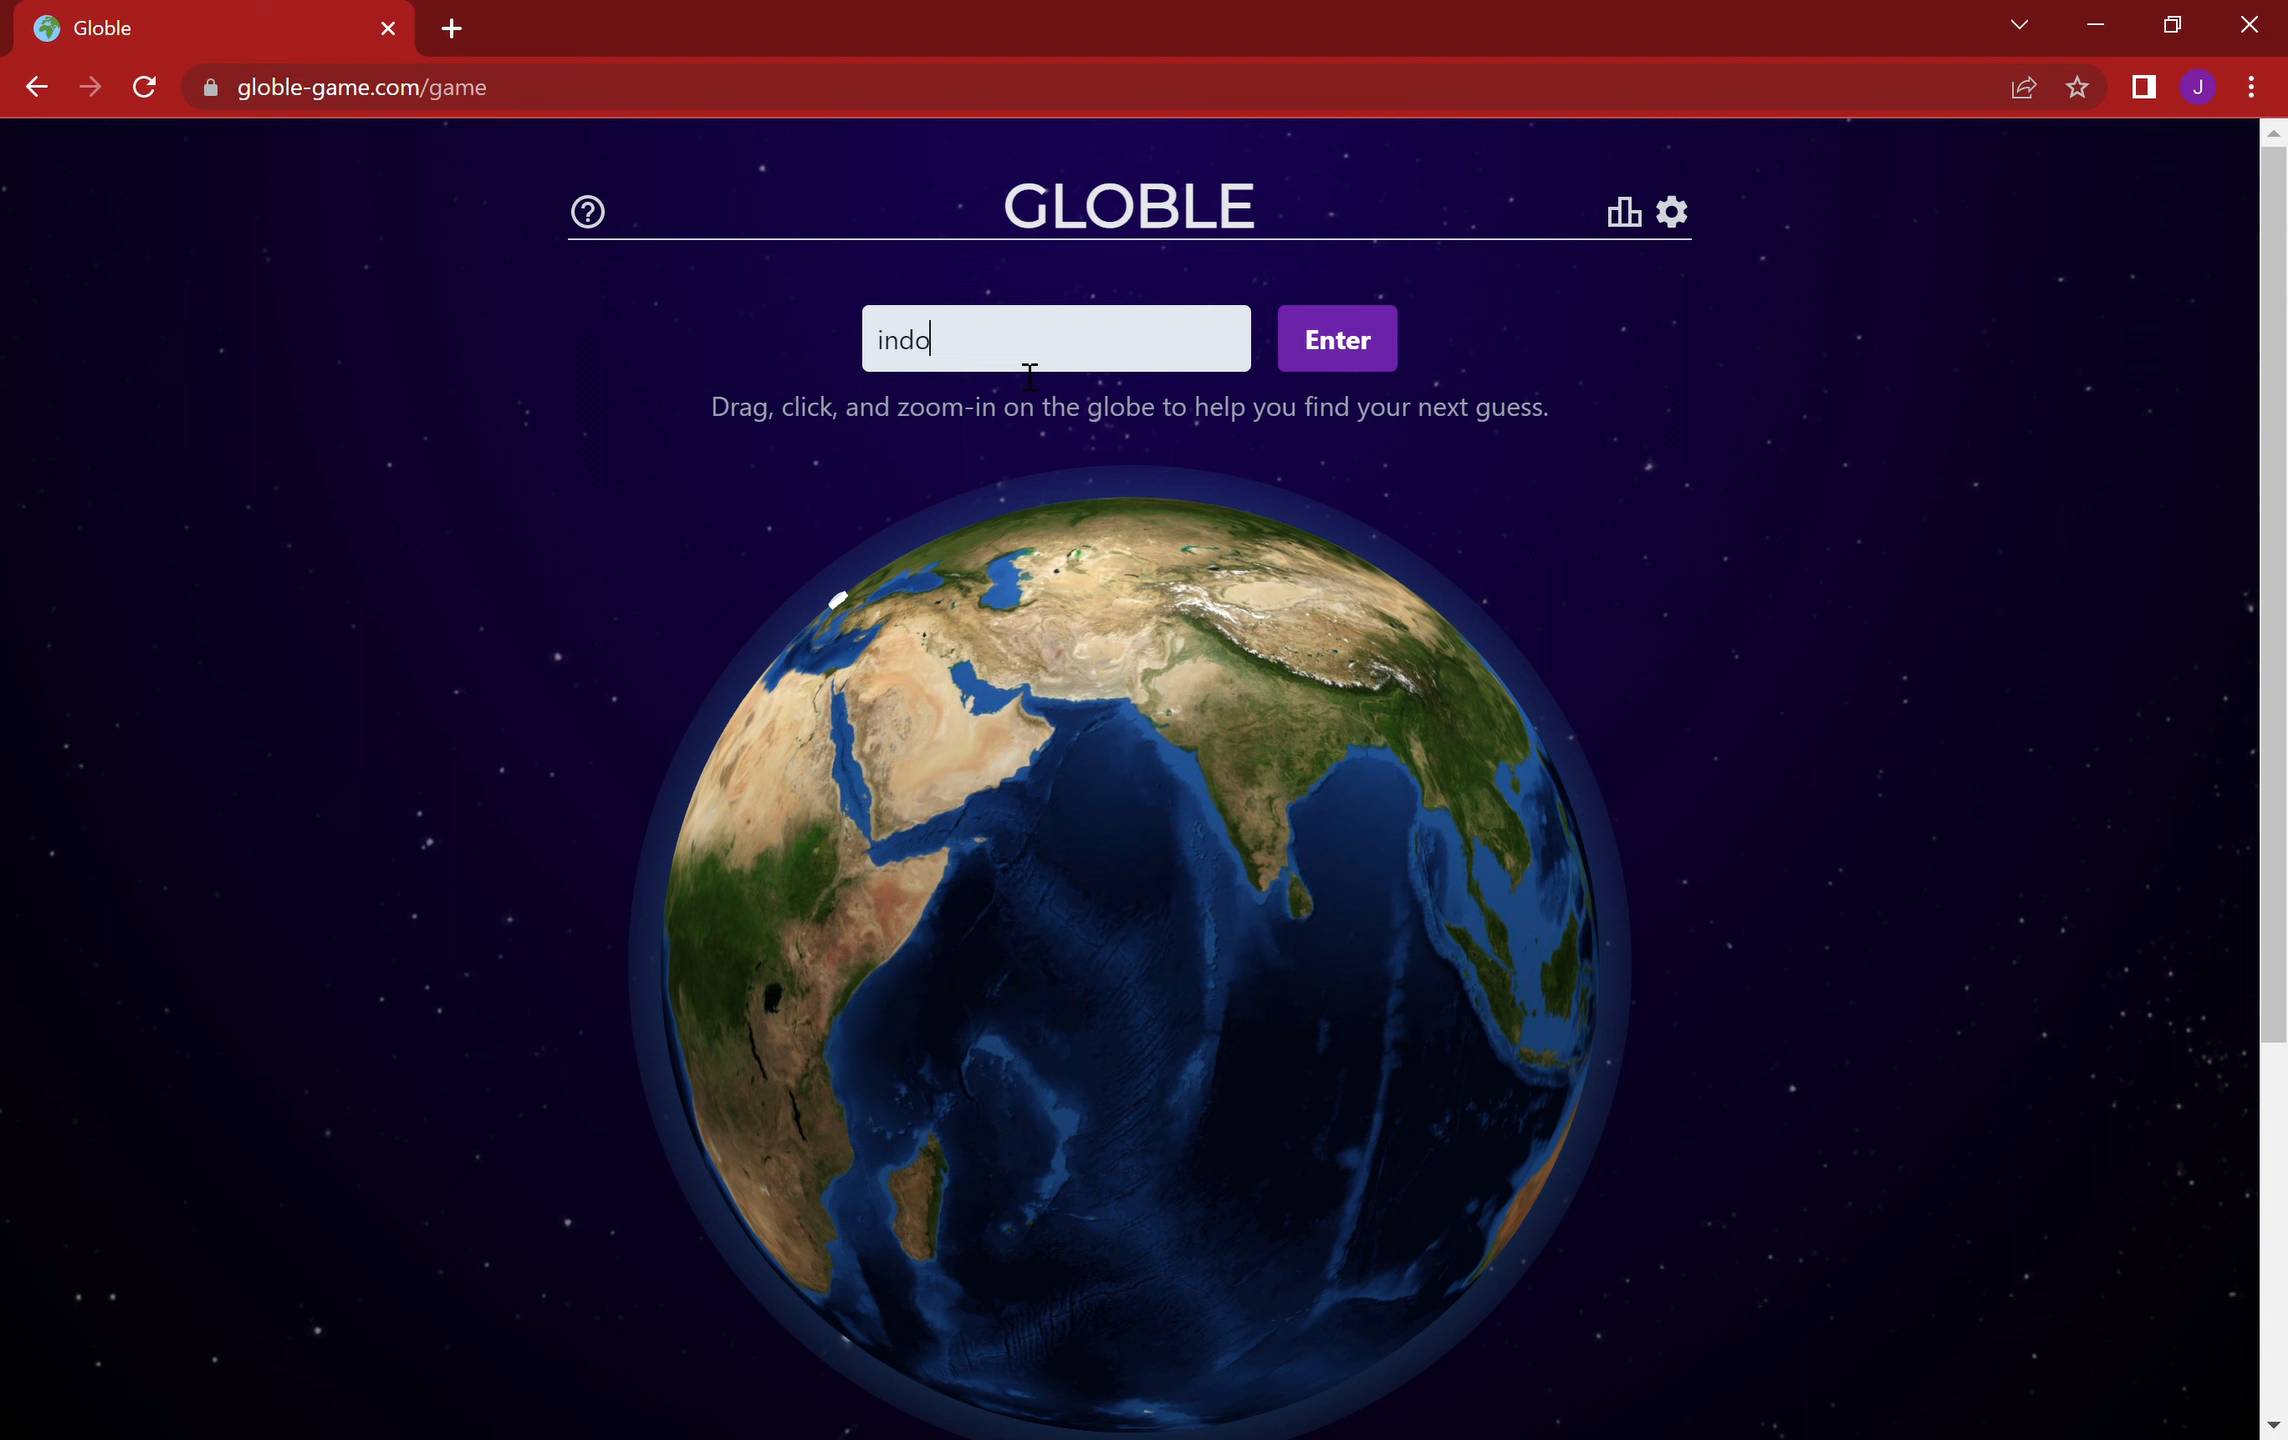 Globle
globle-game.com/game
J
GLOBLE
indo
Enter
Drag, click, and zoom-in on the globe to help you find your next guess.